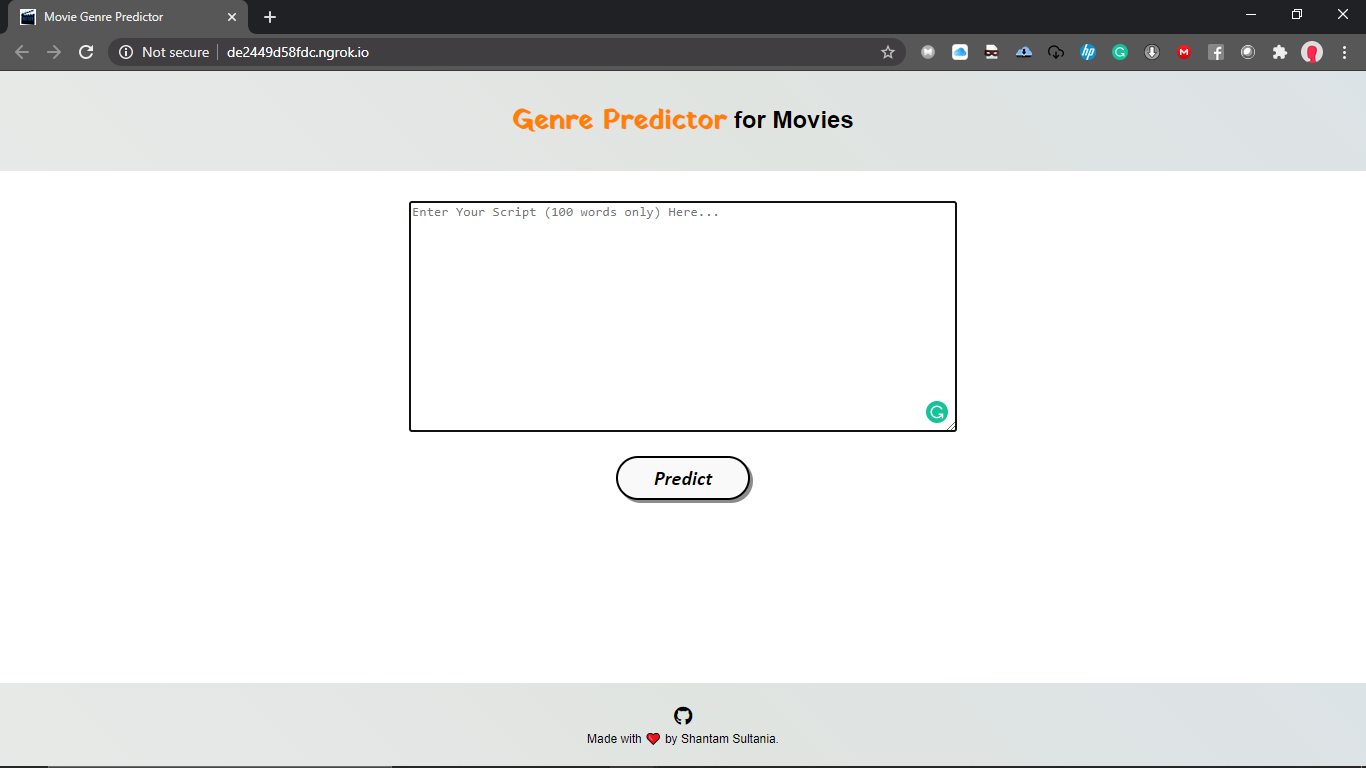 Movie Genre Predictor
Not secure de2449d58fdc.ngrok.io
Genre Predictor for Movies
Enter Your Script (100 words only) Here...
Predict
Made with ❤ by Shantam Sultania.